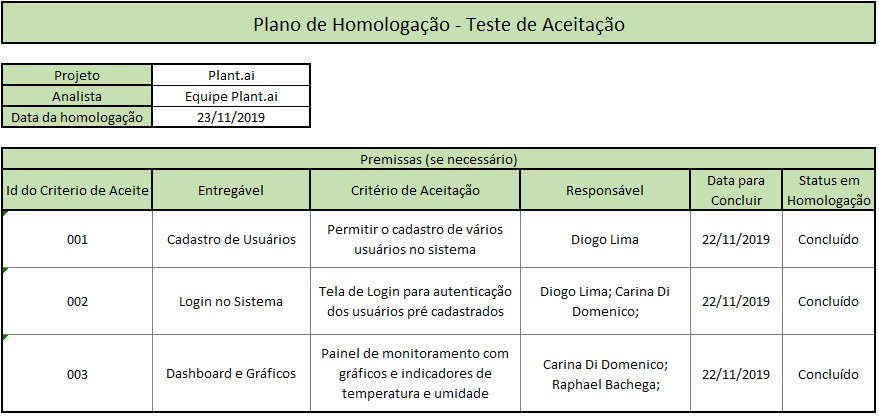 Plano de Homologação - Teste de Aceitação
Projeto Plant.ai
Analista Equipe Plant.ai
Data da homologação 23/11/2019
Premissas (se necessário)
Id do Criterio de Aceite Entregável Critério de Aceitação Responsável Data para Concluir Status em Homologação
001 Cadastro de Usuários Permitir o cadastro de vários usuários no sistema Diogo Lima 22/11/2019 Concluído
002 Login no Sistema Tela de Login para autenticação dos usuários pré cadastrados Diogo Lima; Carina Di Domenico; 22/11/2019 Concluído
003 Dashboard e Gráficos Painel de monitoramento com gráficos e indicadores de temperatura e umidade Carina Di Domenico; Raphael Bachega; 22/11/2019 Concluído